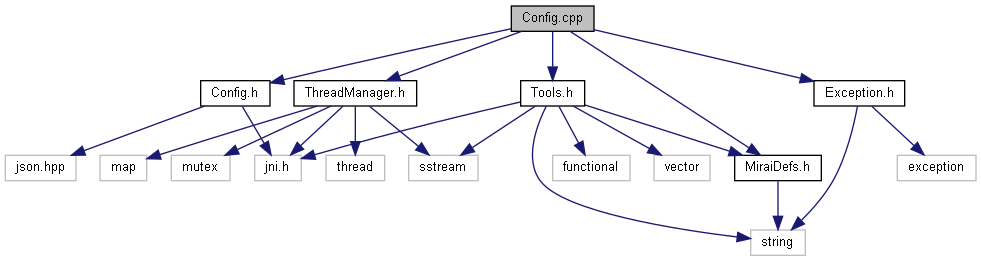 Config.cpp
Config.h
ThreadManager.h
Tools.h
Exception.h
json.hpp
map
mutex
jni.h
thread
sstream
functional
vector
MiraiDefs.h
exception
string